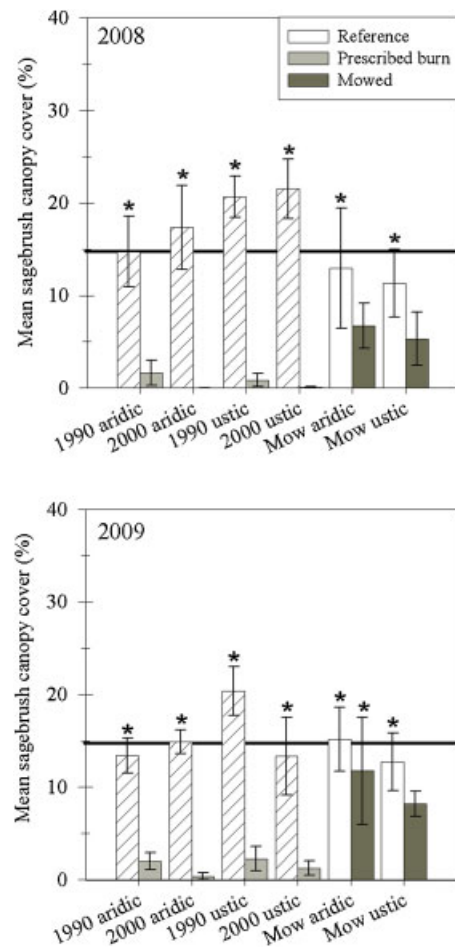 2008
Reference
Prescribed burn
Mowed
Mean sagebrush canopy cover (%)
40
30
20
10
0
* * * * * *
1990 aridic
2000 aridic
1990 ustic
2000 ustic
Mow aridic
Mow ustic
2009
Mean sagebrush canopy cover (%)
40
30
20
10
0
* * * * * * *
1990 aridic
2000 aridic
1990 ustic
2000 ustic
Mow aridic
Mow ustic